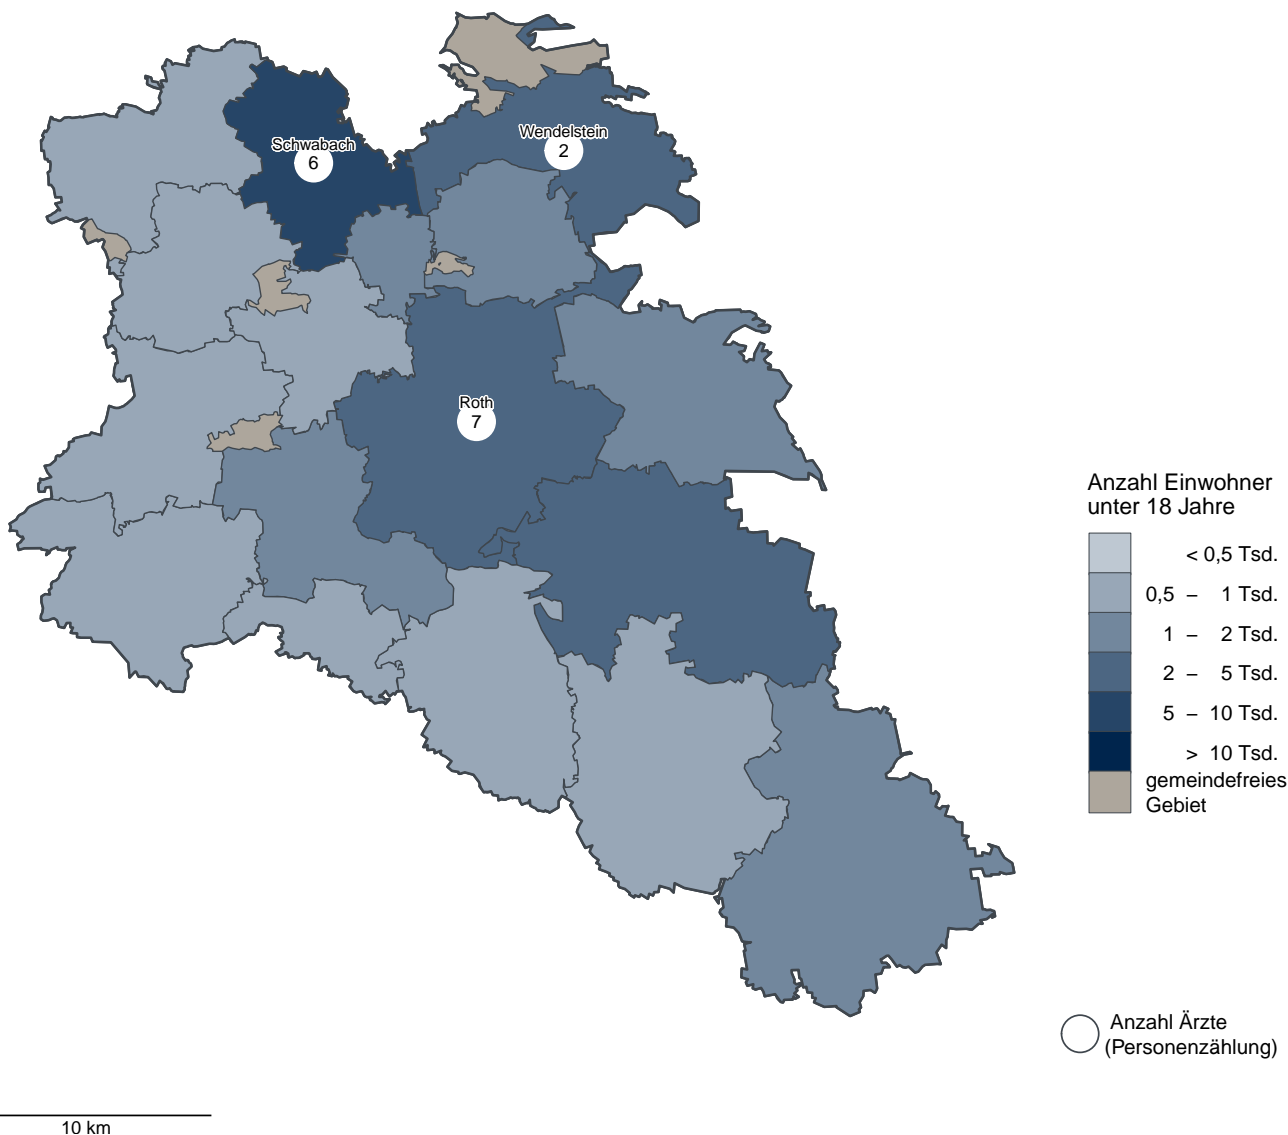 Schwabach
6
Wendelstein
2
Roth
7
Anzahl Einwohner
unter 18 Jahre
< 0,5 Tsd.
0,5 – 1 Tsd.
1 – 2 Tsd.
2 – 5 Tsd.
5 – 10 Tsd.
> 10 Tsd.
gemeindefreies
Gebiet
Anzahl Ärzte
(Personenzählung)
10 km